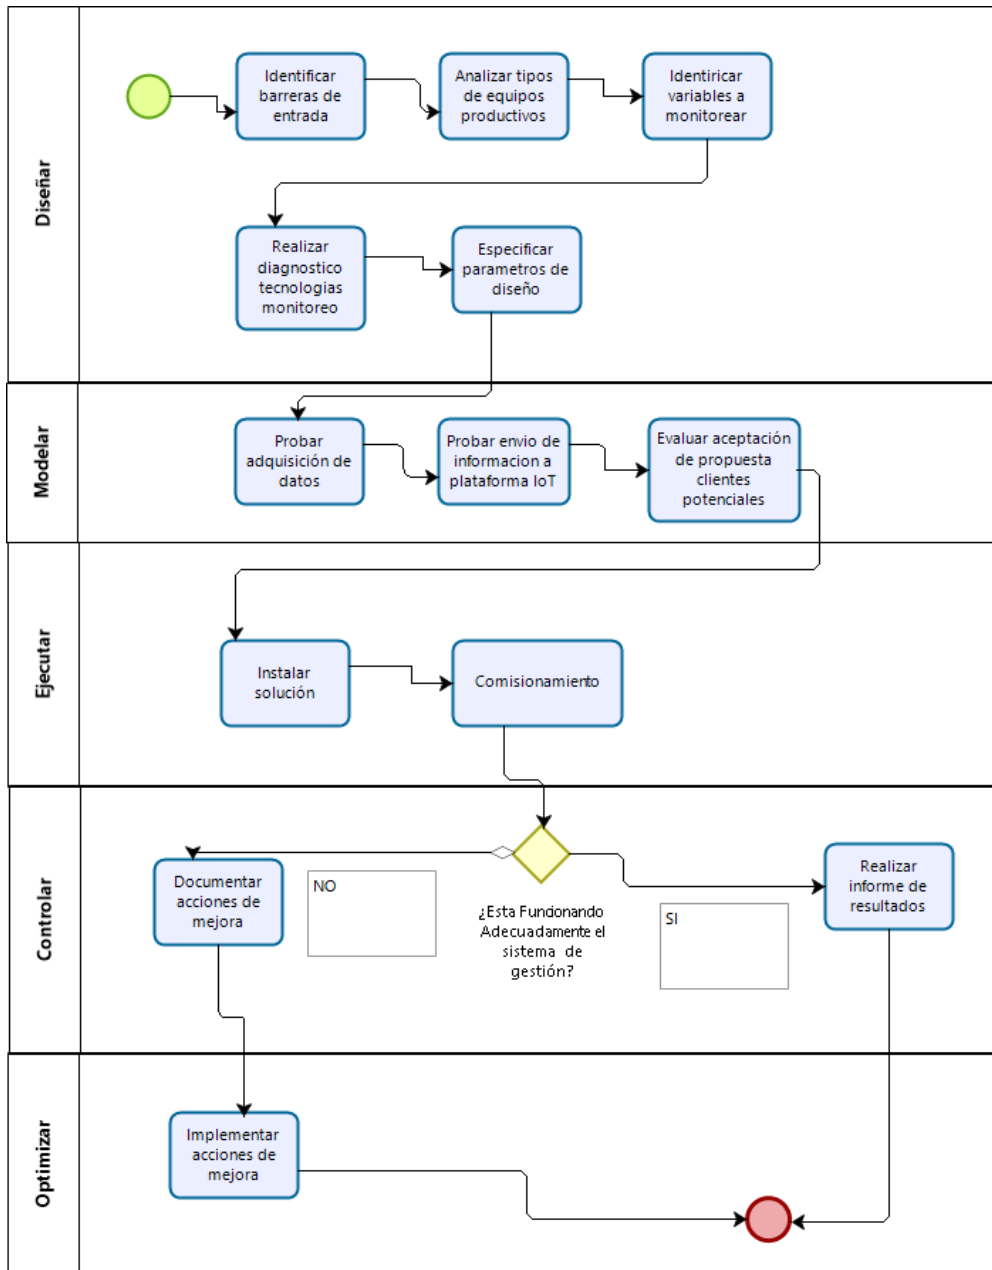 Diseñar
Identificar
barreras de
entrada
Analizar tipos
de equipos
productivos
Identiricar
variables a
monitorear
Realizar
diagnostico
tecnologias
monitoreo
Especificar
parametros de
diseño
Modelar
Probar
adquisición de
datos
Probar envio de
informacion a
plataforma IoT
Evaluar aceptación
de propuesta
clientes
potenciales
Ejecutar
Instalar
solución
Comisionamiento
Controlar
Documentar
acciones de
mejora
NO
¿Esta Funcionando
Adecuadamente el
sistema de
gestión?
SI
Realizar
informe de
resultados
Optimizar
Implementar
acciones de
mejora